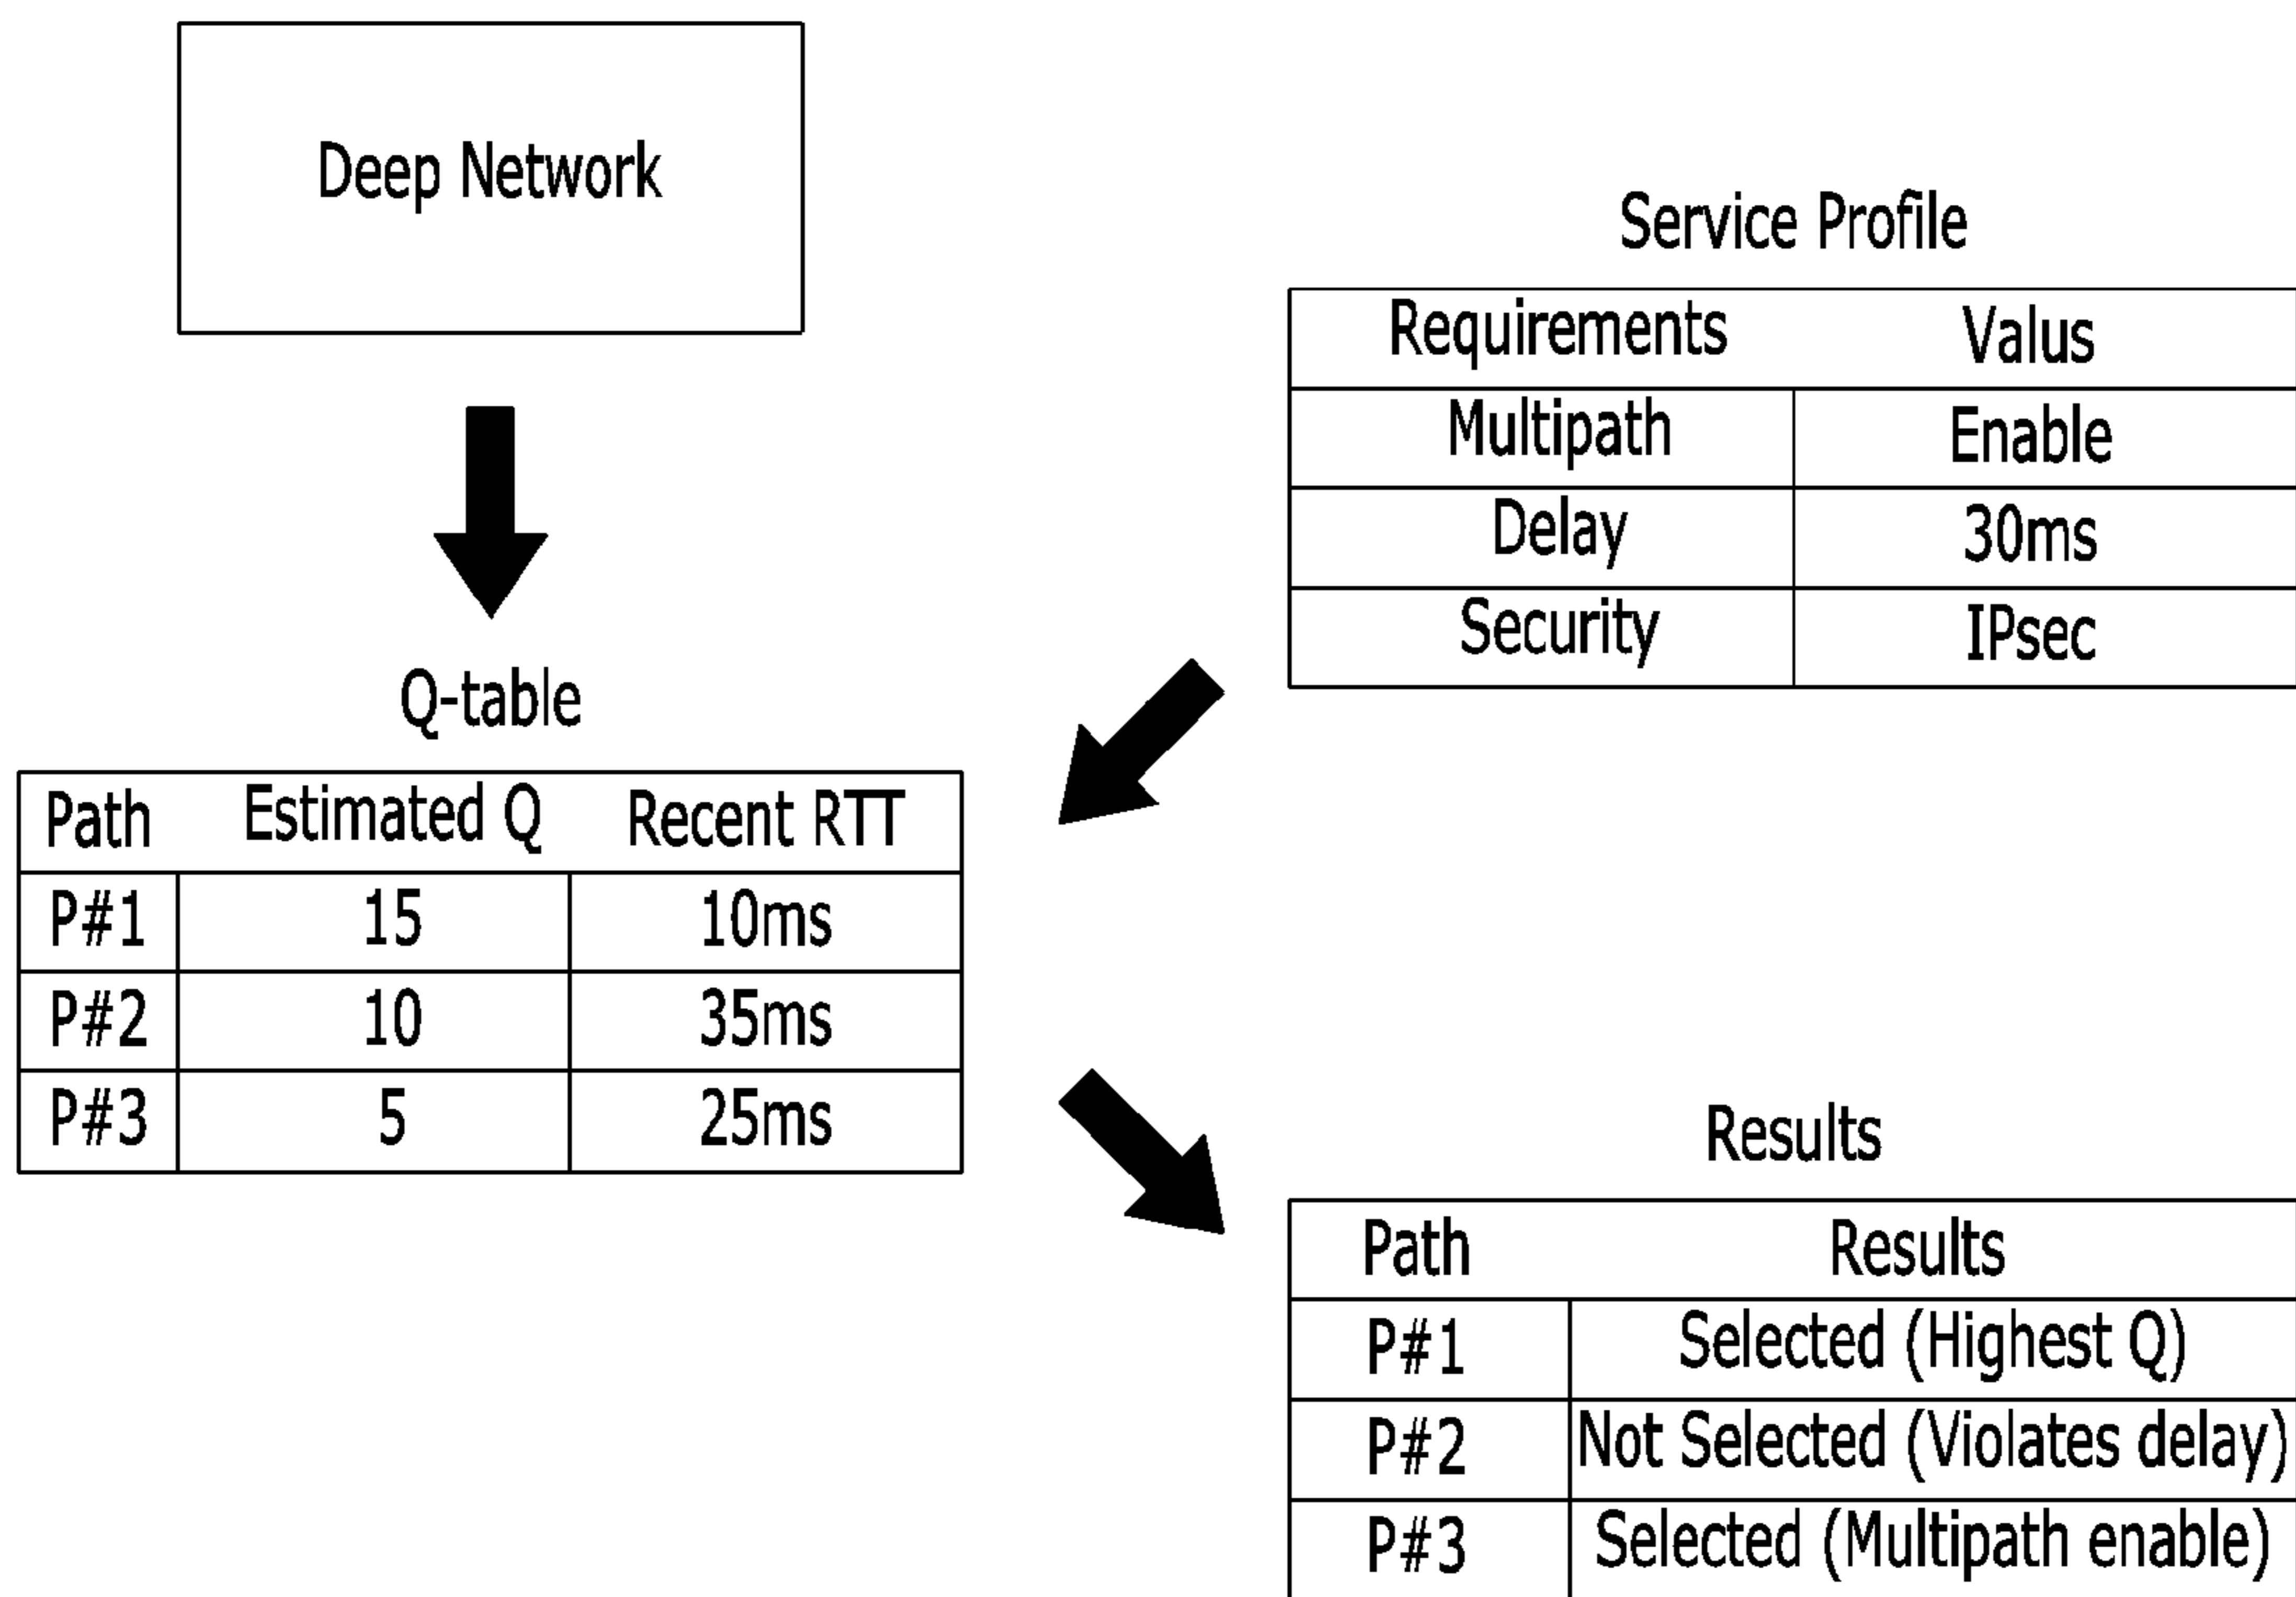 Deep Network
Service Profile
Requirements Valus
Multipath Enable
Delay 30ms
Security IPsec
Q-table
Path Estimated Q Recent RTT
P#1 15 10ms
P#2 10 35ms
P#3 5 25ms
Results
Path Results
P#1 Selected (Highest Q)
P#2 Not Selected (Violates delay)
P#3 Selected (Multipath enable)